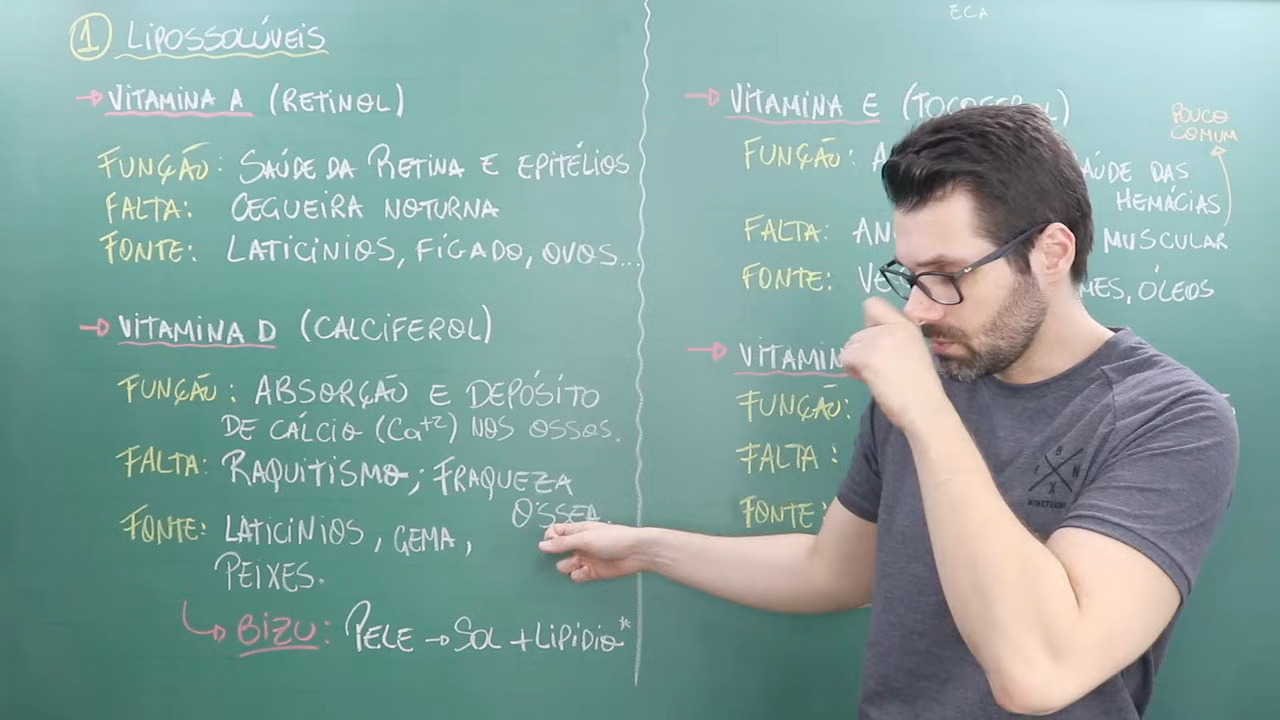 1 LIPOSSOLÚVEIS
→ VITAMINA A (RETINOL)
FUNÇÃO: SAÚDE DA RETINA E EPITÉLIOS
FALTA: CEGUEIRA NOTURNA
FONTE: LATICÍNIOS, FÍGADO, OVOS...
→ VITAMINA D (CALCIFEROL)
FUNÇÃO: ABSORÇÃO E DEPÓSITO
DE CÁLCIO (Ca+2) NOS OSSOS.
FALTA: RAQUITISMO; FRAQUEZA
ÓSSEA.
FONTE: LATICÍNIOS, GEMA,
PEIXES.
BIZU: PELE → SOL + LIPÍDIO*
ECA
→ VITAMINA E (TOCOFEROL)
POUCO
COMUM
FUNÇÃO:
SAÚDE DAS
HEMÁCIAS
FALTA: MUSCULAR
FONTE: ÓLEOS
→ VITAMIN
FUNÇÃO:
FALTA:
FONTE:
B
I N
X